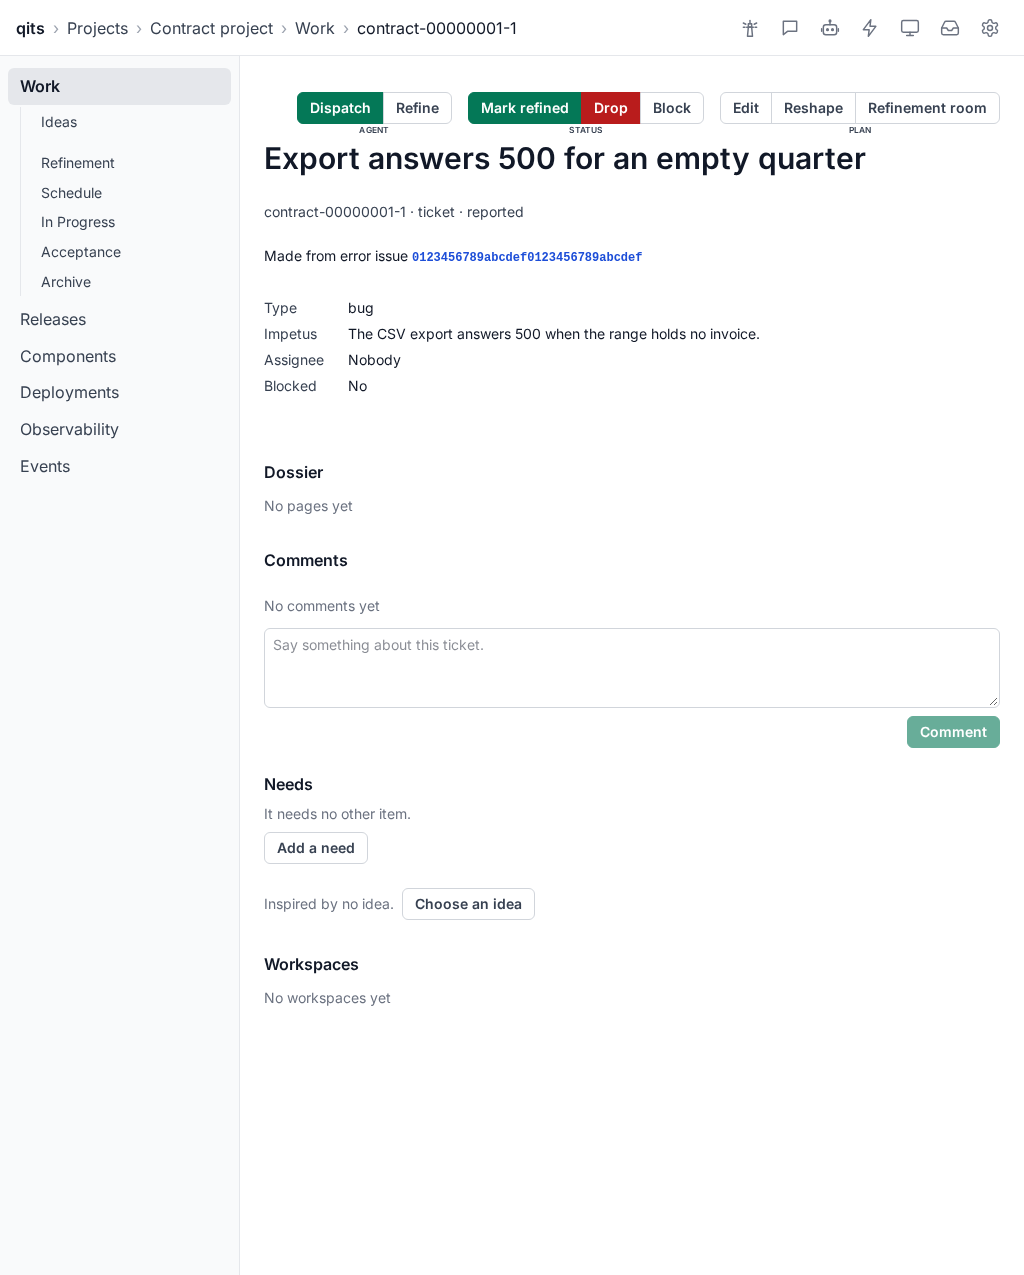 qits › Projects › Contract project › Work › contract-00000001-1
Work
Ideas
Refinement
Schedule
In Progress
Acceptance
Archive
Releases
Components
Deployments
Observability
Events
Dispatch Refine Mark refined Drop Block Edit Reshape Refinement room
AGENT STATUS PLAN
Export answers 500 for an empty quarter
contract-00000001-1 · ticket · reported
Made from error issue 0123456789abcdef0123456789abcdef
Type bug
Impetus The CSV export answers 500 when the range holds no invoice.
Assignee Nobody
Blocked No
Dossier
No pages yet
Comments
No comments yet
Say something about this ticket.
Comment
Needs
It needs no other item.
Add a need
Inspired by no idea. Choose an idea
Workspaces
No workspaces yet